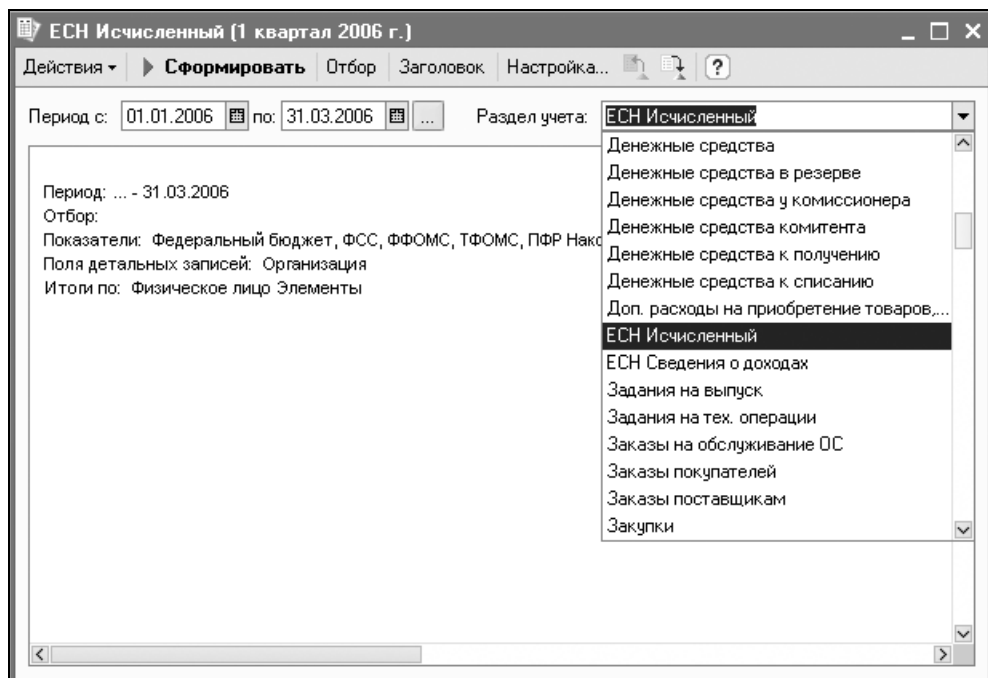 ЕСН Исчисленный (1 квартал 2006 г.)
Действия Сформировать Отбор Заголовок Настройка... ?
Период с: 01.01.2006 по: 31.03.2006 ... Раздел учета: ЕСН Исчисленный
Период: ... - 31.03.2006
Отбор:
Показатели: Федеральный бюджет, ФСС, ФФОМС, ТФОМС, ПФР Нако
Поля детальных записей: Организация
Итоги по: Физическое лицо Элементы
Денежные средства
Денежные средства в резерве
Денежные средства у комиссионера
Денежные средства комитента
Денежные средства к получению
Денежные средства к списанию
Доп. расходы на приобретение товаров,...
ЕСН Исчисленный
ЕСН Сведения о доходах
Задания на выпуск
Задания на тех. операции
Заказы на обслуживание ОС
Заказы покупателей
Заказы поставщикам
Закупки